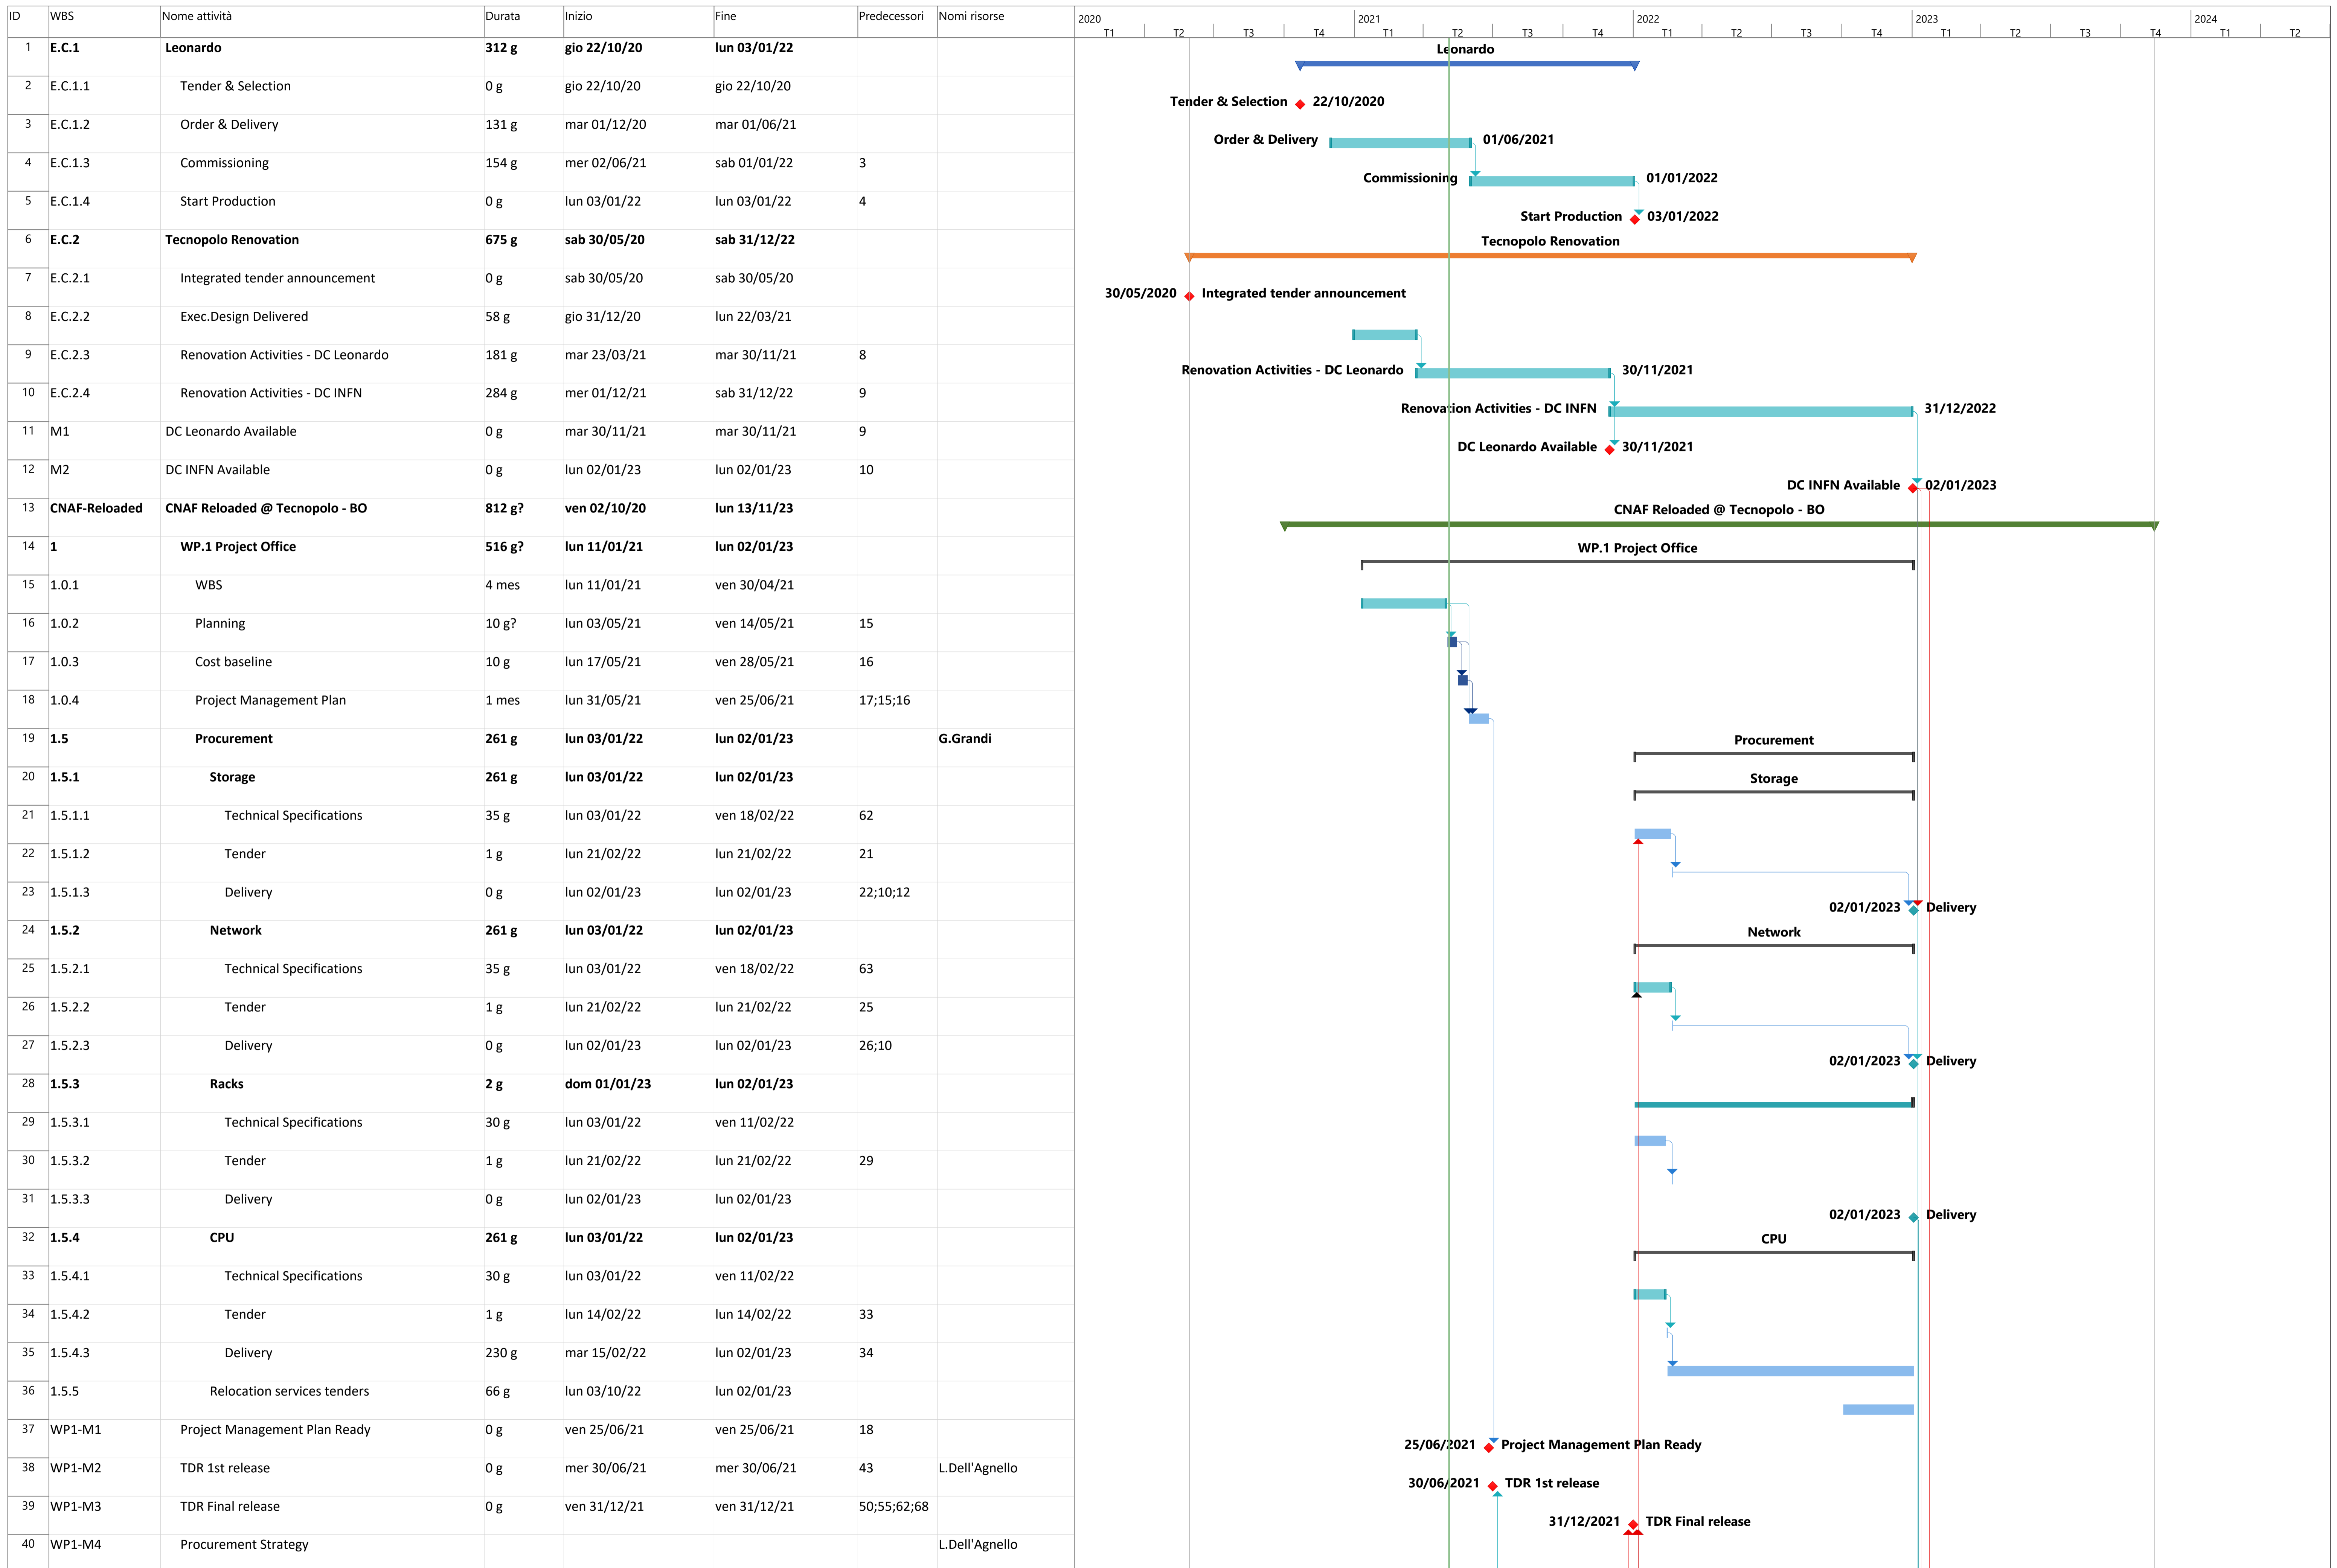 ID WBS Nome attività Durata Inizio Fine Predecessori Nomi risorse 2020 2021 2022 2023 2024
T1 T2 T3 T4 T1 T2 T3 T4 T1 T2 T3 T4 T1 T2 T3 T4 T1 T2
1 E.C.1 Leonardo 312 g gio 22/10/20 lun 03/01/22 Leonardo
2 E.C.1.1 Tender & Selection 0 g gio 22/10/20 gio 22/10/20 Tender & Selection 22/10/2020
3 E.C.1.2 Order & Delivery 131 g mar 01/12/20 mar 01/06/21 Order & Delivery 01/06/2021
4 E.C.1.3 Commissioning 154 g mer 02/06/21 sab 01/01/22 3 Commissioning 01/01/2022
5 E.C.1.4 Start Production 0 g lun 03/01/22 lun 03/01/22 4 Start Production 03/01/2022
6 E.C.2 Tecnopolo Renovation 675 g sab 30/05/20 sab 31/12/22 Tecnopolo Renovation
7 E.C.2.1 Integrated tender announcement 0 g sab 30/05/20 sab 30/05/20 30/05/2020 Integrated tender announcement
8 E.C.2.2 Exec.Design Delivered 58 g gio 31/12/20 lun 22/03/21
9 E.C.2.3 Renovation Activities - DC Leonardo 181 g mar 23/03/21 mar 30/11/21 8 Renovation Activities - DC Leonardo 30/11/2021
10 E.C.2.4 Renovation Activities - DC INFN 284 g mer 01/12/21 sab 31/12/22 9 Renovation Activities - DC INFN 31/12/2022
11 M1 DC Leonardo Available 0 g mar 30/11/21 mar 30/11/21 9 DC Leonardo Available 30/11/2021
12 M2 DC INFN Available 0 g lun 02/01/23 lun 02/01/23 10 DC INFN Available 02/01/2023
13 CNAF-Reloaded CNAF Reloaded @ Tecnopolo - BO 812 g? ven 02/10/20 lun 13/11/23 CNAF Reloaded @ Tecnopolo - BO
14 1 WP.1 Project Office 516 g? lun 11/01/21 lun 02/01/23 WP.1 Project Office
15 1.0.1 WBS 4 mes lun 11/01/21 ven 30/04/21
16 1.0.2 Planning 10 g? lun 03/05/21 ven 14/05/21 15
17 1.0.3 Cost baseline 10 g lun 17/05/21 ven 28/05/21 16
18 1.0.4 Project Management Plan 1 mes lun 31/05/21 ven 25/06/21 17;15;16
19 1.5 Procurement 261 g lun 03/01/22 lun 02/01/23 G.Grandi Procurement
20 1.5.1 Storage 261 g lun 03/01/22 lun 02/01/23 Storage
21 1.5.1.1 Technical Specifications 35 g lun 03/01/22 ven 18/02/22 62
22 1.5.1.2 Tender 1 g lun 21/02/22 lun 21/02/22 21
23 1.5.1.3 Delivery 0 g lun 02/01/23 lun 02/01/23 22;10;12 02/01/2023 Delivery
24 1.5.2 Network 261 g lun 03/01/22 lun 02/01/23 Network
25 1.5.2.1 Technical Specifications 35 g lun 03/01/22 ven 18/02/22 63
26 1.5.2.2 Tender 1 g lun 21/02/22 lun 21/02/22 25
27 1.5.2.3 Delivery 0 g lun 02/01/23 lun 02/01/23 26;10 02/01/2023 Delivery
28 1.5.3 Racks 2 g dom 01/01/23 lun 02/01/23
29 1.5.3.1 Technical Specifications 30 g lun 03/01/22 ven 11/02/22
30 1.5.3.2 Tender 1 g lun 21/02/22 lun 21/02/22 29
31 1.5.3.3 Delivery 0 g lun 02/01/23 lun 02/01/23 02/01/2023 Delivery
32 1.5.4 CPU 261 g lun 03/01/22 lun 02/01/23 CPU
33 1.5.4.1 Technical Specifications 30 g lun 03/01/22 ven 11/02/22
34 1.5.4.2 Tender 1 g lun 14/02/22 lun 14/02/22 33
35 1.5.4.3 Delivery 230 g mar 15/02/22 lun 02/01/23 34
36 1.5.5 Relocation services tenders 66 g lun 03/10/22 lun 02/01/23
37 WP1-M1 Project Management Plan Ready 0 g ven 25/06/21 ven 25/06/21 18 25/06/2021 Project Management Plan Ready
38 WP1-M2 TDR 1st release 0 g mer 30/06/21 mer 30/06/21 43 L.Dell'Agnello 30/06/2021 TDR 1st release
39 WP1-M3 TDR Final release 0 g ven 31/12/21 ven 31/12/21 50;55;62;68 31/12/2021 TDR Final release
40 WP1-M4 Procurement Strategy L.Dell'Agnello